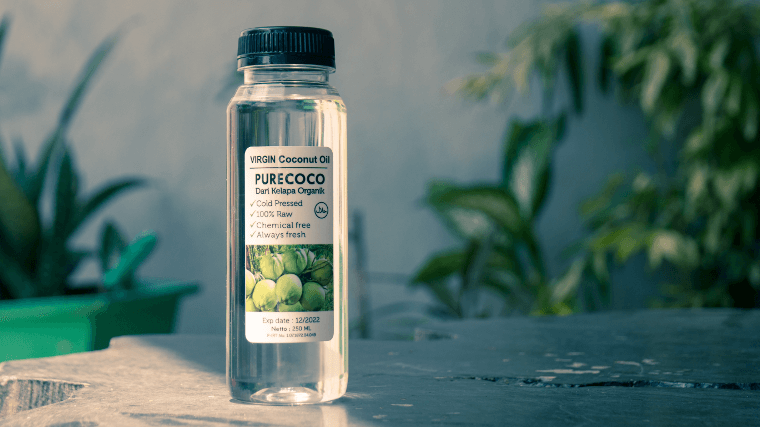 VIRGIN Coconut Oil
PURECOCO
Dari Kelapa Organik
✓Cold Pressed
✓100% Raw
✓Chemical free
✓Always fresh
Exp date : 12/2022
Netto : 250 ML